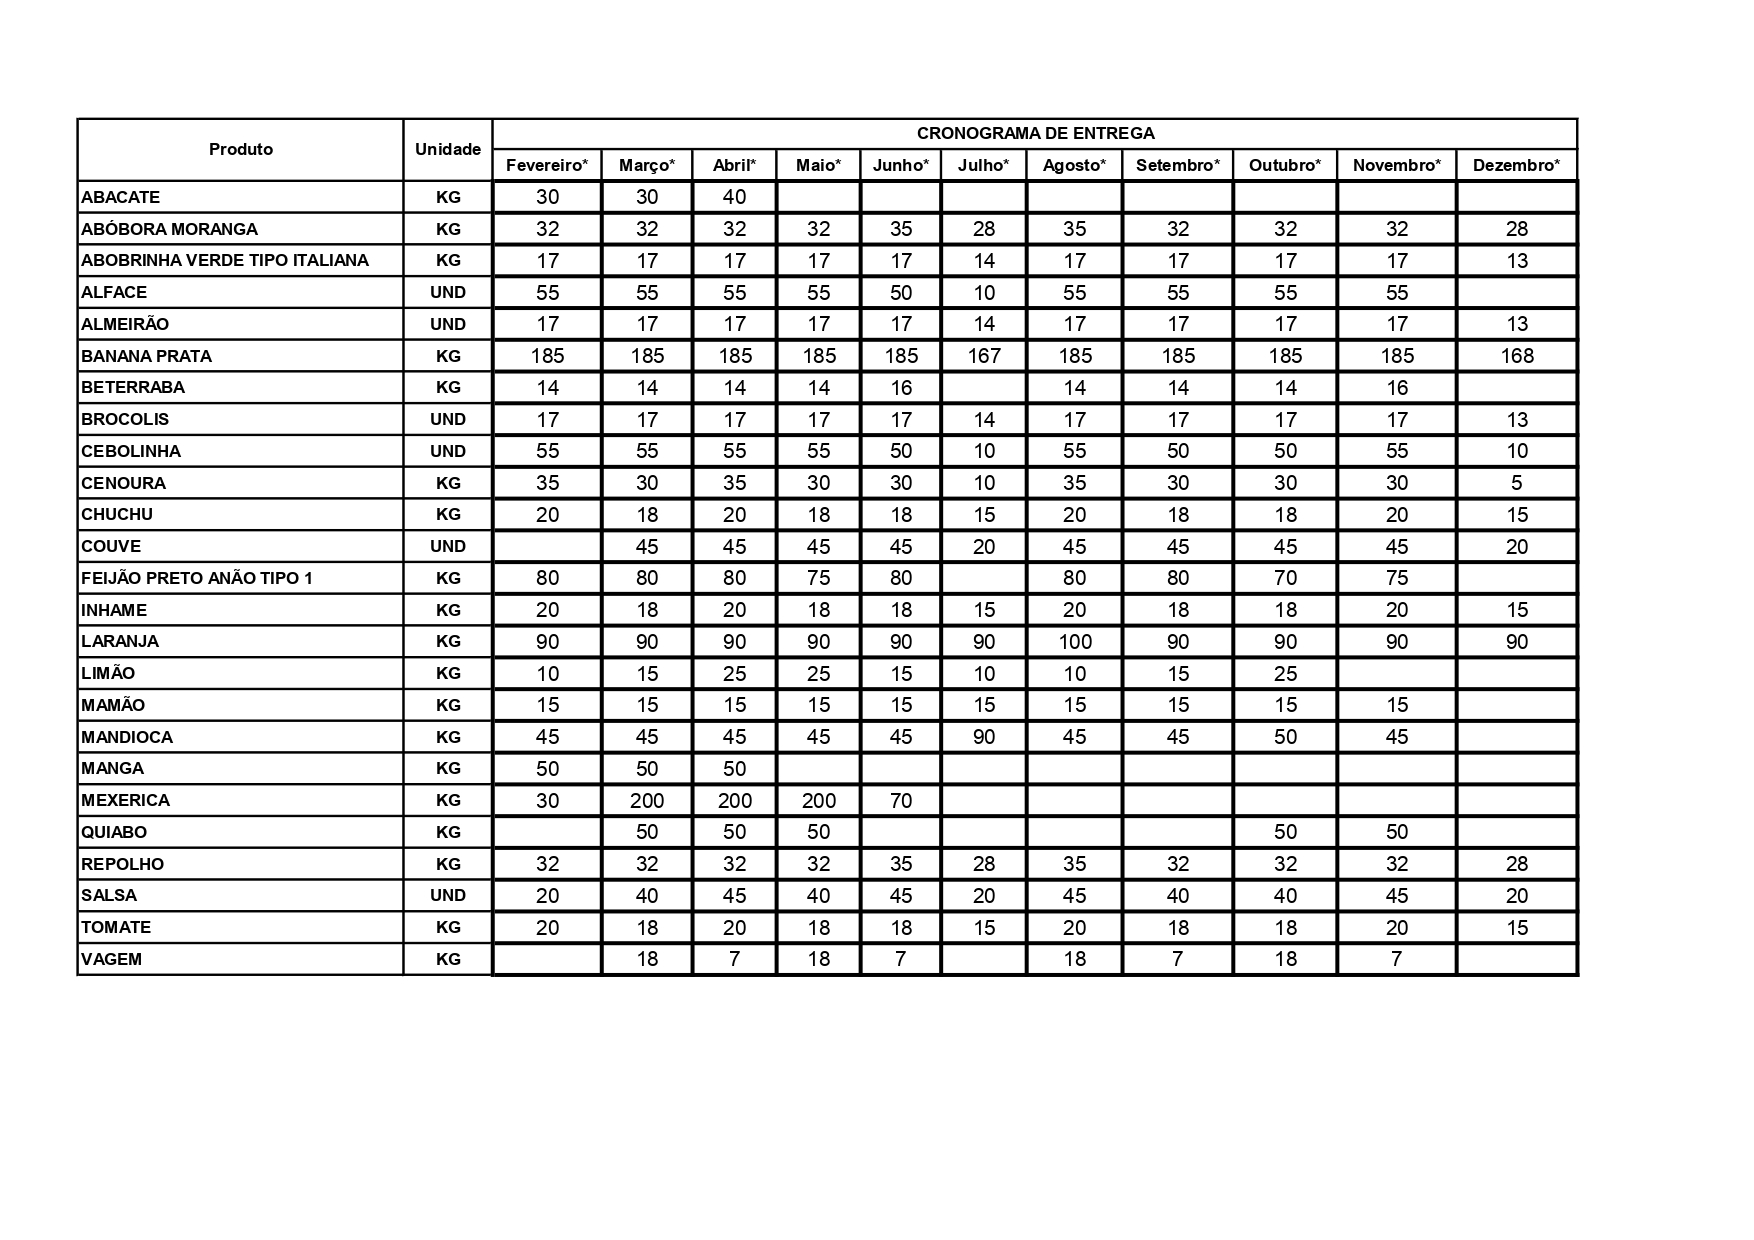 Produto Unidade CRONOGRAMA DE ENTREGA
Fevereiro* Março* Abril* Maio* Junho* Julho* Agosto* Setembro* Outubro* Novembro* Dezembro*
ABACATE KG 30 30 40
ABÓBORA MORANGA KG 32 32 32 32 35 28 35 32 32 32 28
ABOBRINHA VERDE TIPO ITALIANA KG 17 17 17 17 17 14 17 17 17 17 13
ALFACE UND 55 55 55 55 50 10 55 55 55 55
ALMEIRÃO UND 17 17 17 17 17 14 17 17 17 17 13
BANANA PRATA KG 185 185 185 185 185 167 185 185 185 185 168
BETERRABA KG 14 14 14 14 16 14 14 14 16
BROCOLIS UND 17 17 17 17 17 14 17 17 17 17 13
CEBOLINHA UND 55 55 55 55 50 10 55 50 50 55 10
CENOURA KG 35 30 35 30 30 10 35 30 30 30 5
CHUCHU KG 20 18 20 18 18 15 20 18 18 20 15
COUVE UND 45 45 45 45 20 45 45 45 45 20
FEIJÃO PRETO ANÃO TIPO 1 KG 80 80 80 75 80 80 80 70 75
INHAME KG 20 18 20 18 18 15 20 18 18 20 15
LARANJA KG 90 90 90 90 90 90 100 90 90 90 90
LIMÃO KG 10 15 25 25 15 10 10 15 25
MAMÃO KG 15 15 15 15 15 15 15 15 15 15
MANDIOCA KG 45 45 45 45 45 90 45 45 50 45
MANGA KG 50 50 50
MEXERICA KG 30 200 200 200 70
QUIABO KG 50 50 50 50 50
REPOLHO KG 32 32 32 32 35 28 35 32 32 32 28
SALSA UND 20 40 45 40 45 20 45 40 40 45 20
TOMATE KG 20 18 20 18 18 15 20 18 18 20 15
VAGEM KG 18 7 18 7 18 7 18 7